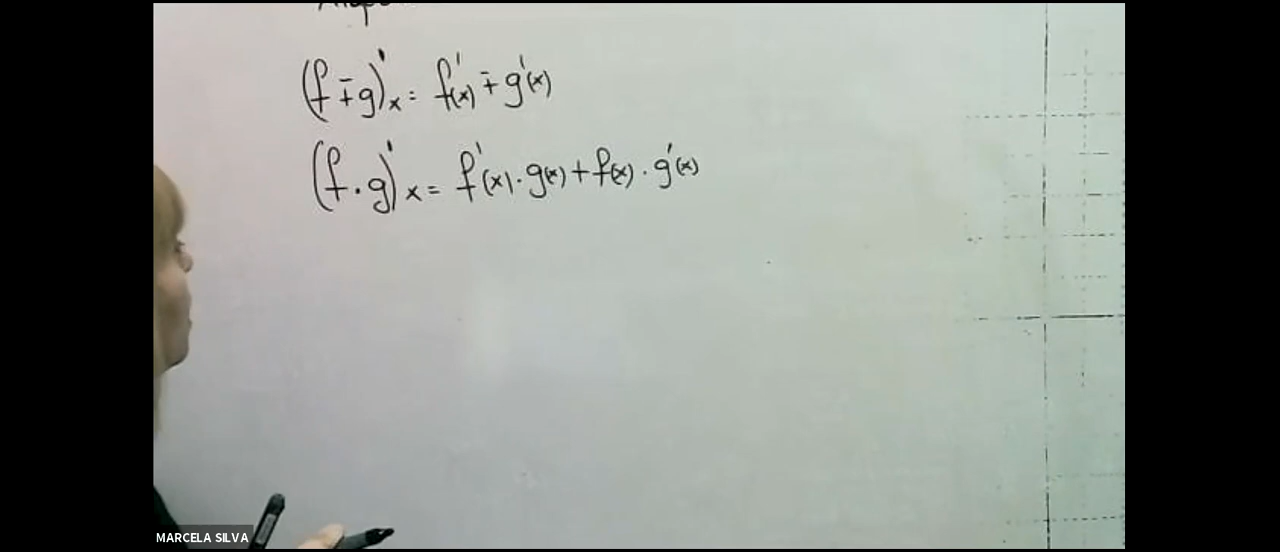 (f ∓ g)'x = f'(x) ∓ g'(x)
(f · g)'x = f'(x) · g(x) + f(x) · g'(x)
MARCELA SILVA